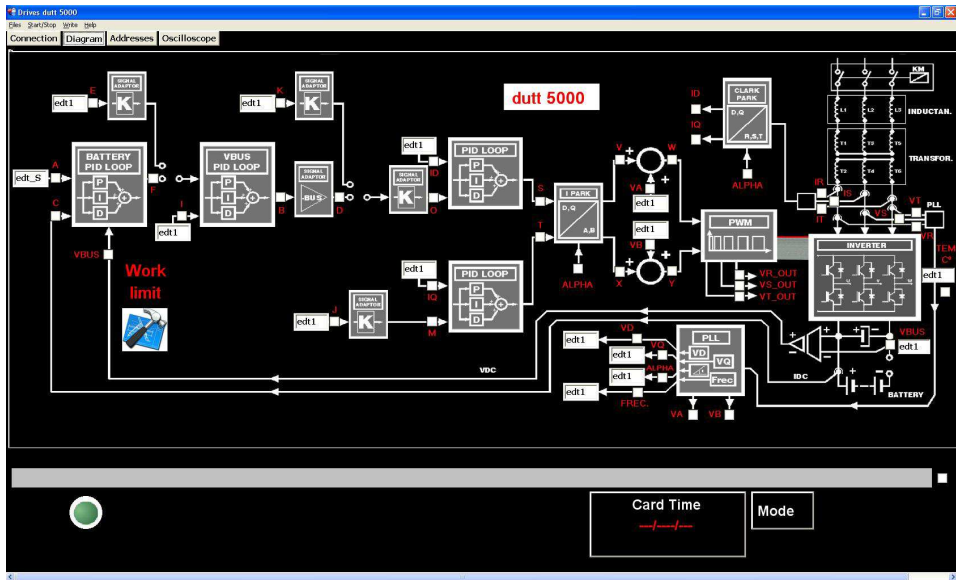 Drives dutt 5000
Files Start/Stop Write Help
Connection Diagram Addresses Oscilloscope
SIGNAL ADAPTOR
K
E
edt1
SIGNAL ADAPTOR
K
K
edt1
dutt 5000
CLARK PARK
D,Q
R,S,T
ID
IQ
ALPHA
KM
L1 L2 L3
INDUCTAN.
T1 T3 T5
TRANSFOR.
T2 T4 T6
A
edt_S
C
BATTERY PID LOOP
P
I
D
F
VBUS
VBUS PID LOOP
P
I
D
I
edt1
B
SIGNAL ADAPTOR
-BUS
D
SIGNAL ADAPTOR
K
edt1
ID
O
PID LOOP
P
I
D
S
T
I PARK
D,Q
A,B
ALPHA
V
W
VA
edt1
edt1
VB
X
Y
PWM
VR_OUT
VS_OUT
VT_OUT
IR
IS
IT
VS
VT
VR
PLL
INVERTER
TEM
C*
edt1
Work
limit
edt1
IQ
M
PID LOOP
P
I
D
J
edt1
SIGNAL ADAPTOR
K
VDC
IDC
VBUS
edt1
BATTERY
VD
edt1
VQ
edt1
ALPHA
edt1
edt1
FREC.
PLL
VD
VQ
Frec
VA
VB
Card Time
---/----/---
Mode